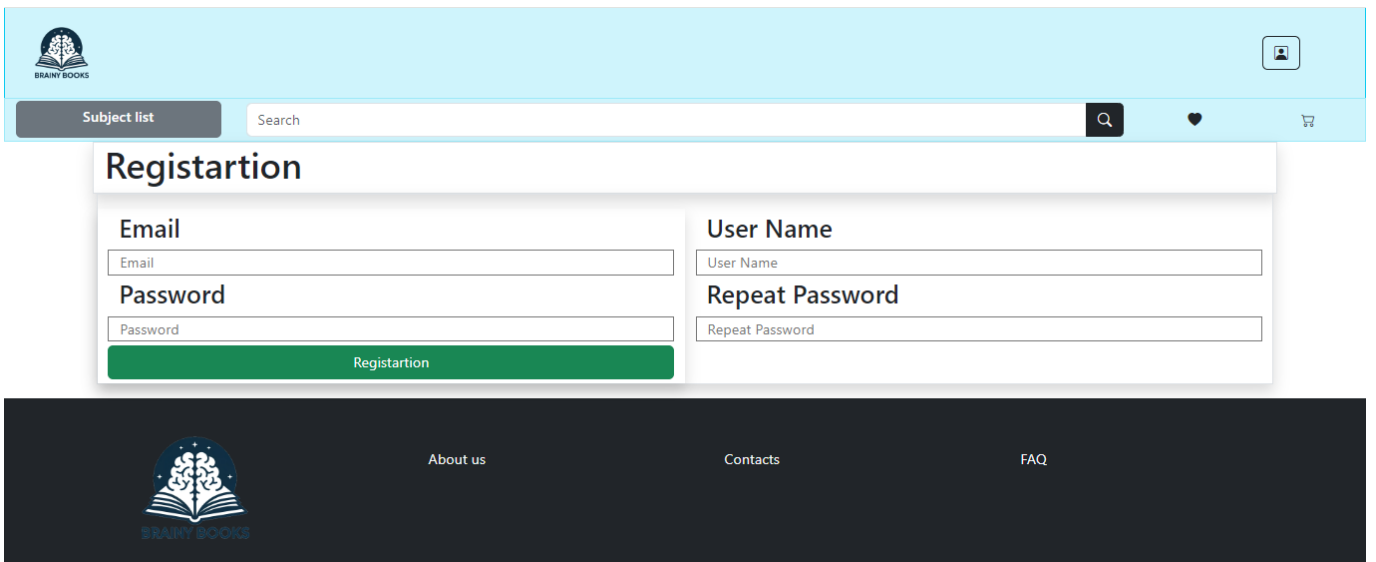 BRAINY BOOKS
Subject list
Search
Registartion
Email
User Name
Email
User Name
Password
Repeat Password
Password
Repeat Password
Registartion
About us
Contacts
FAQ
BRAINY BOOKS